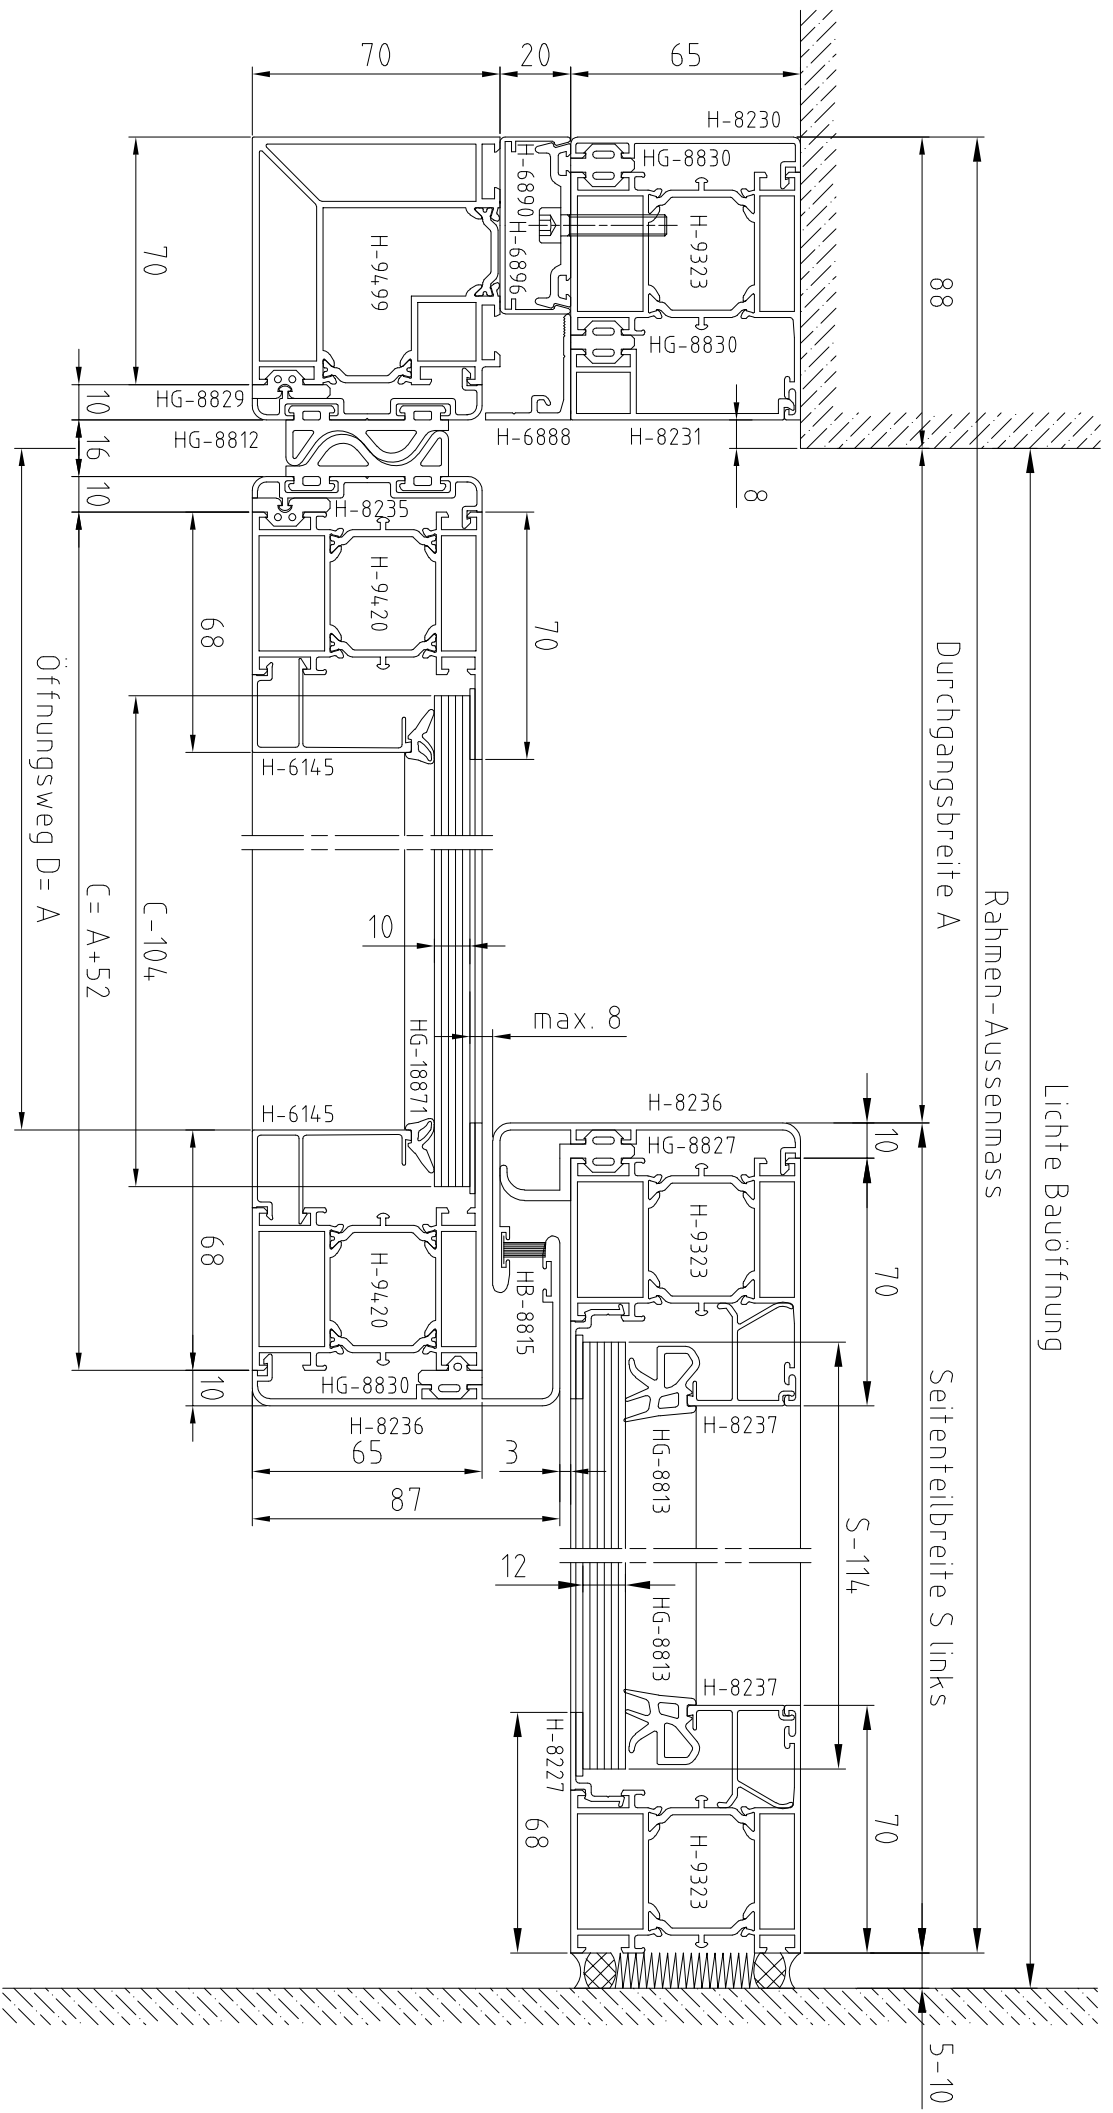 70
20
65
H-8230
HG-8830
H-6890
H-6896
H-9323
88
70
H-9499
HG-8830
10
HG-8829
16
HG-8812
H-6888
H-8231
10
8
H-8235
H-9420
68
70
Öffnungsweg D= A
Durchgangsbreite A
H-6145
C= A+52
C-104
10
Rahmen-Aussenmass
max. 8
HG-18871
H-6145
H-8236
Lichte Bauöffnung
HG-8827
10
68
H-9420
HB-8815
H-9323
70
10
HG-8830
H-8236
H-8237
65
3
87
HG-8813
Seitenteilbreite S links
S-114
12
HG-8813
H-8237
H-8227
68
H-9323
70
5-10